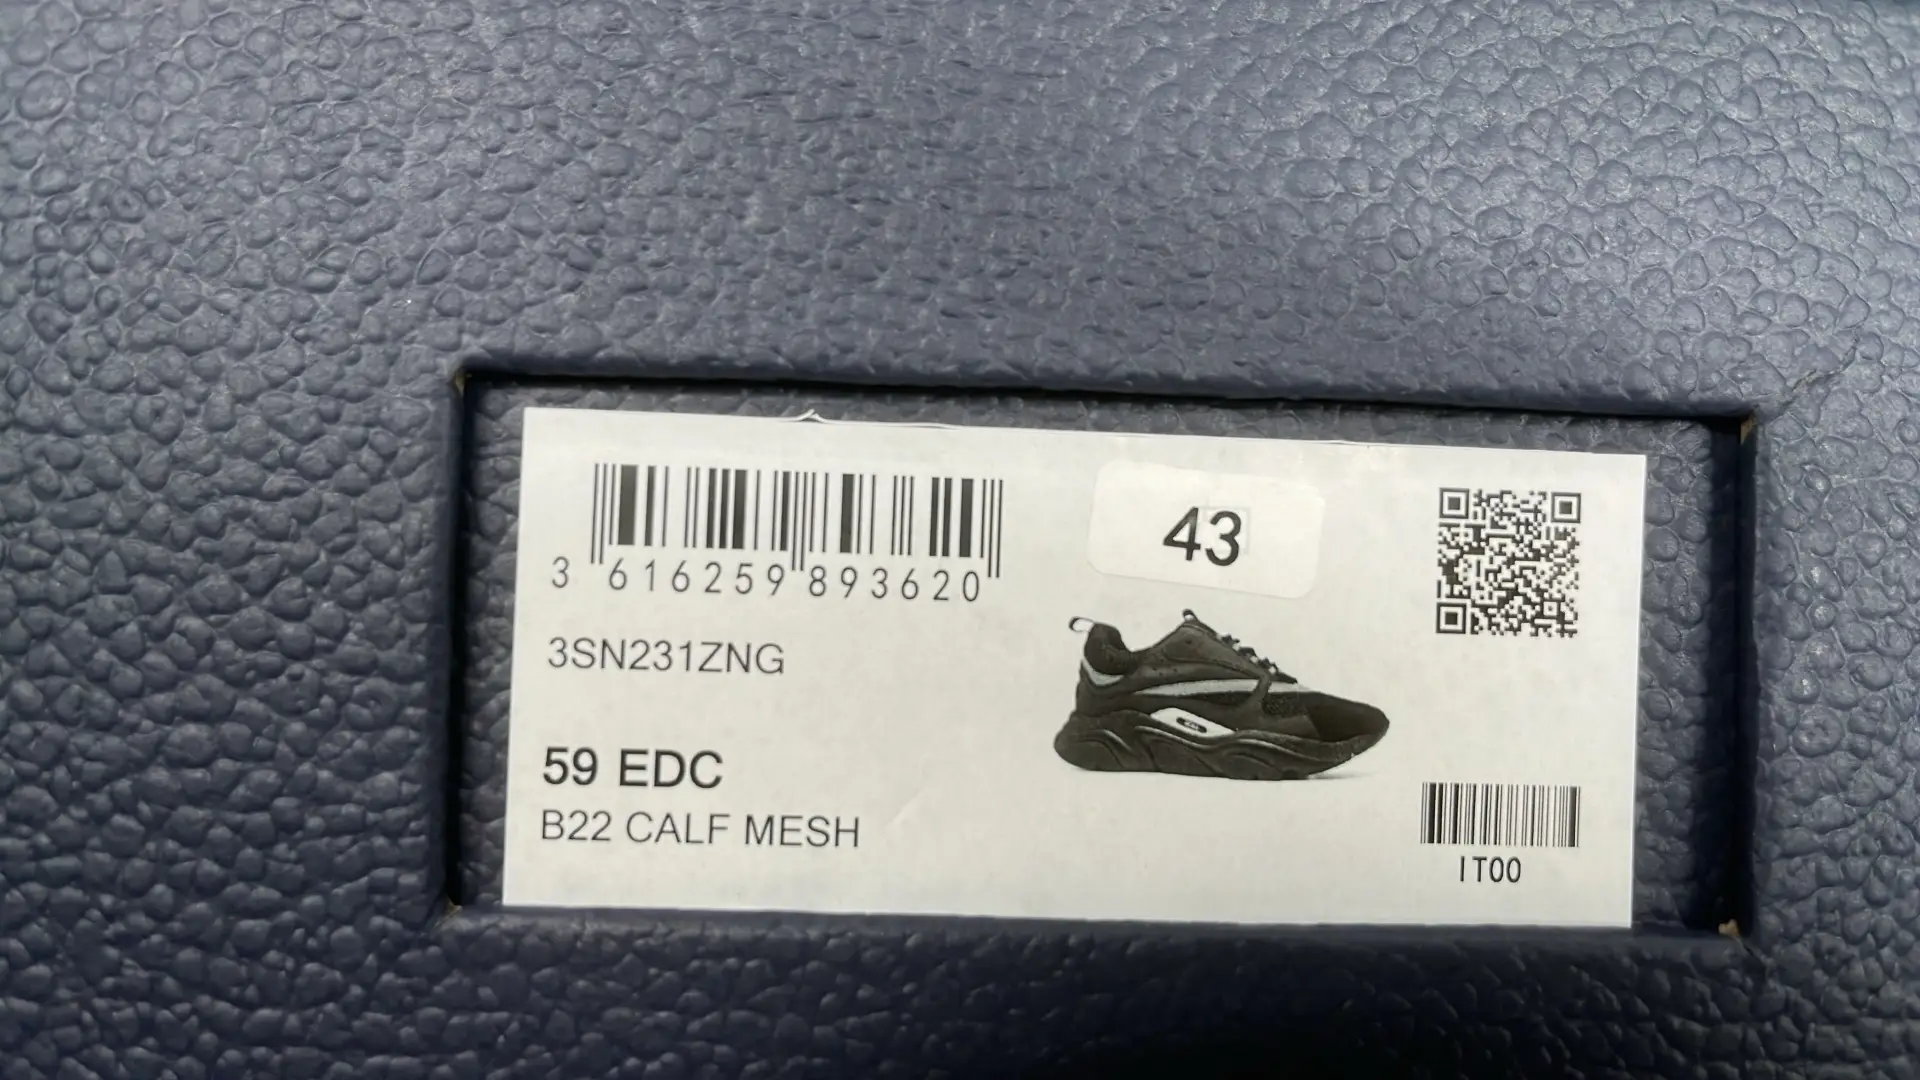 3 616259 893620
43
3SN231ZNG
59 EDC
B22 CALF MESH
IT00